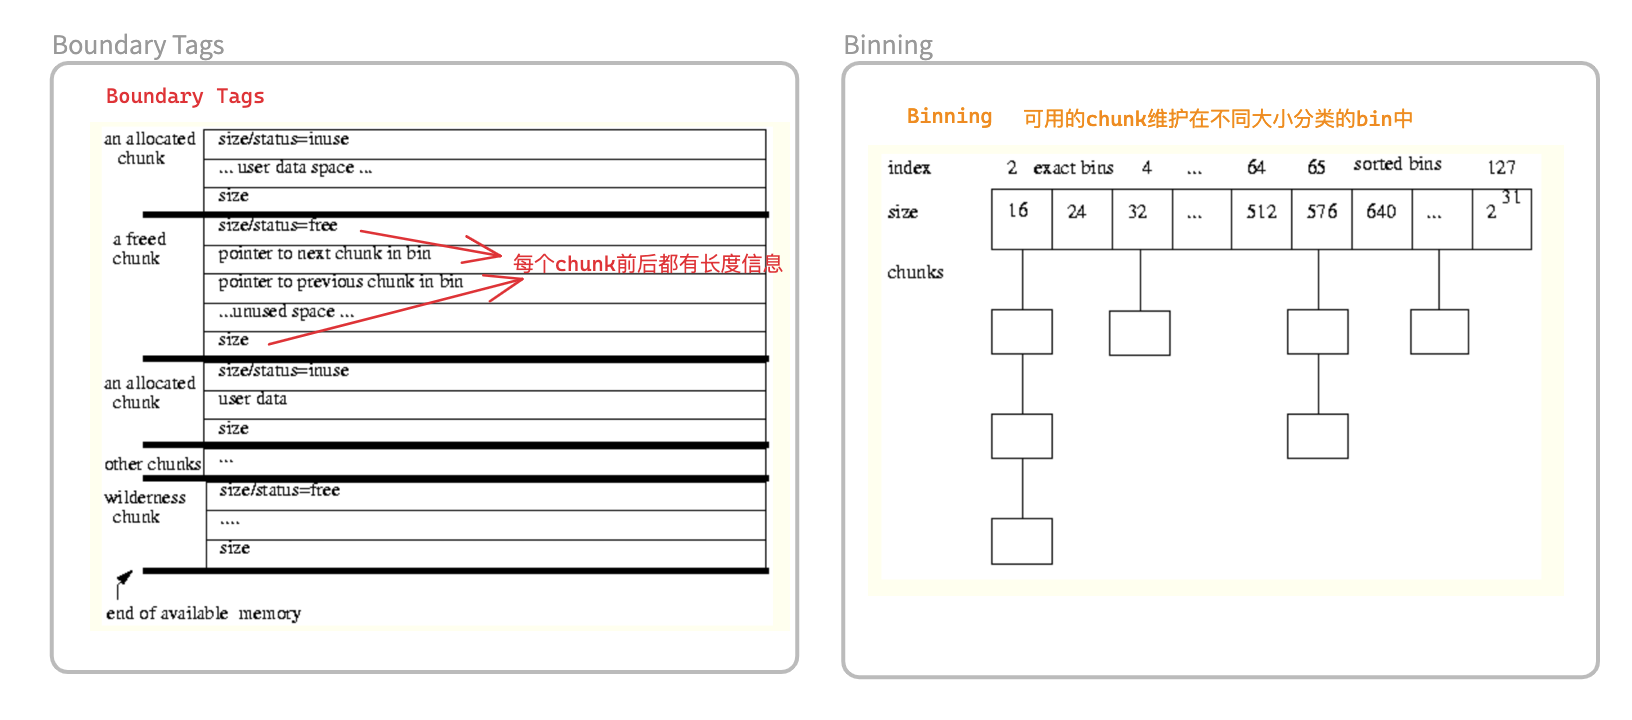 Boundary Tags
Boundary Tags
an allocated
chunk
size/status=inuse
... user data space ...
size
a freed
chunk
size/status=free
pointer to next chunk in bin
pointer to previous chunk in bin
...unused space ...
size
每个chunk前后都有长度信息
an allocated
chunk
size/status=inuse
user data
size
other chunks
...
wilderness
chunk
size/status=free
....
size
end of available memory
Binning
Binning 可用的chunk维护在不同大小分类的bin中
index 2 exact bins 4 ... 64 65 sorted bins 127
size 16 24 32 ... 512 576 640 ... 2 31
chunks